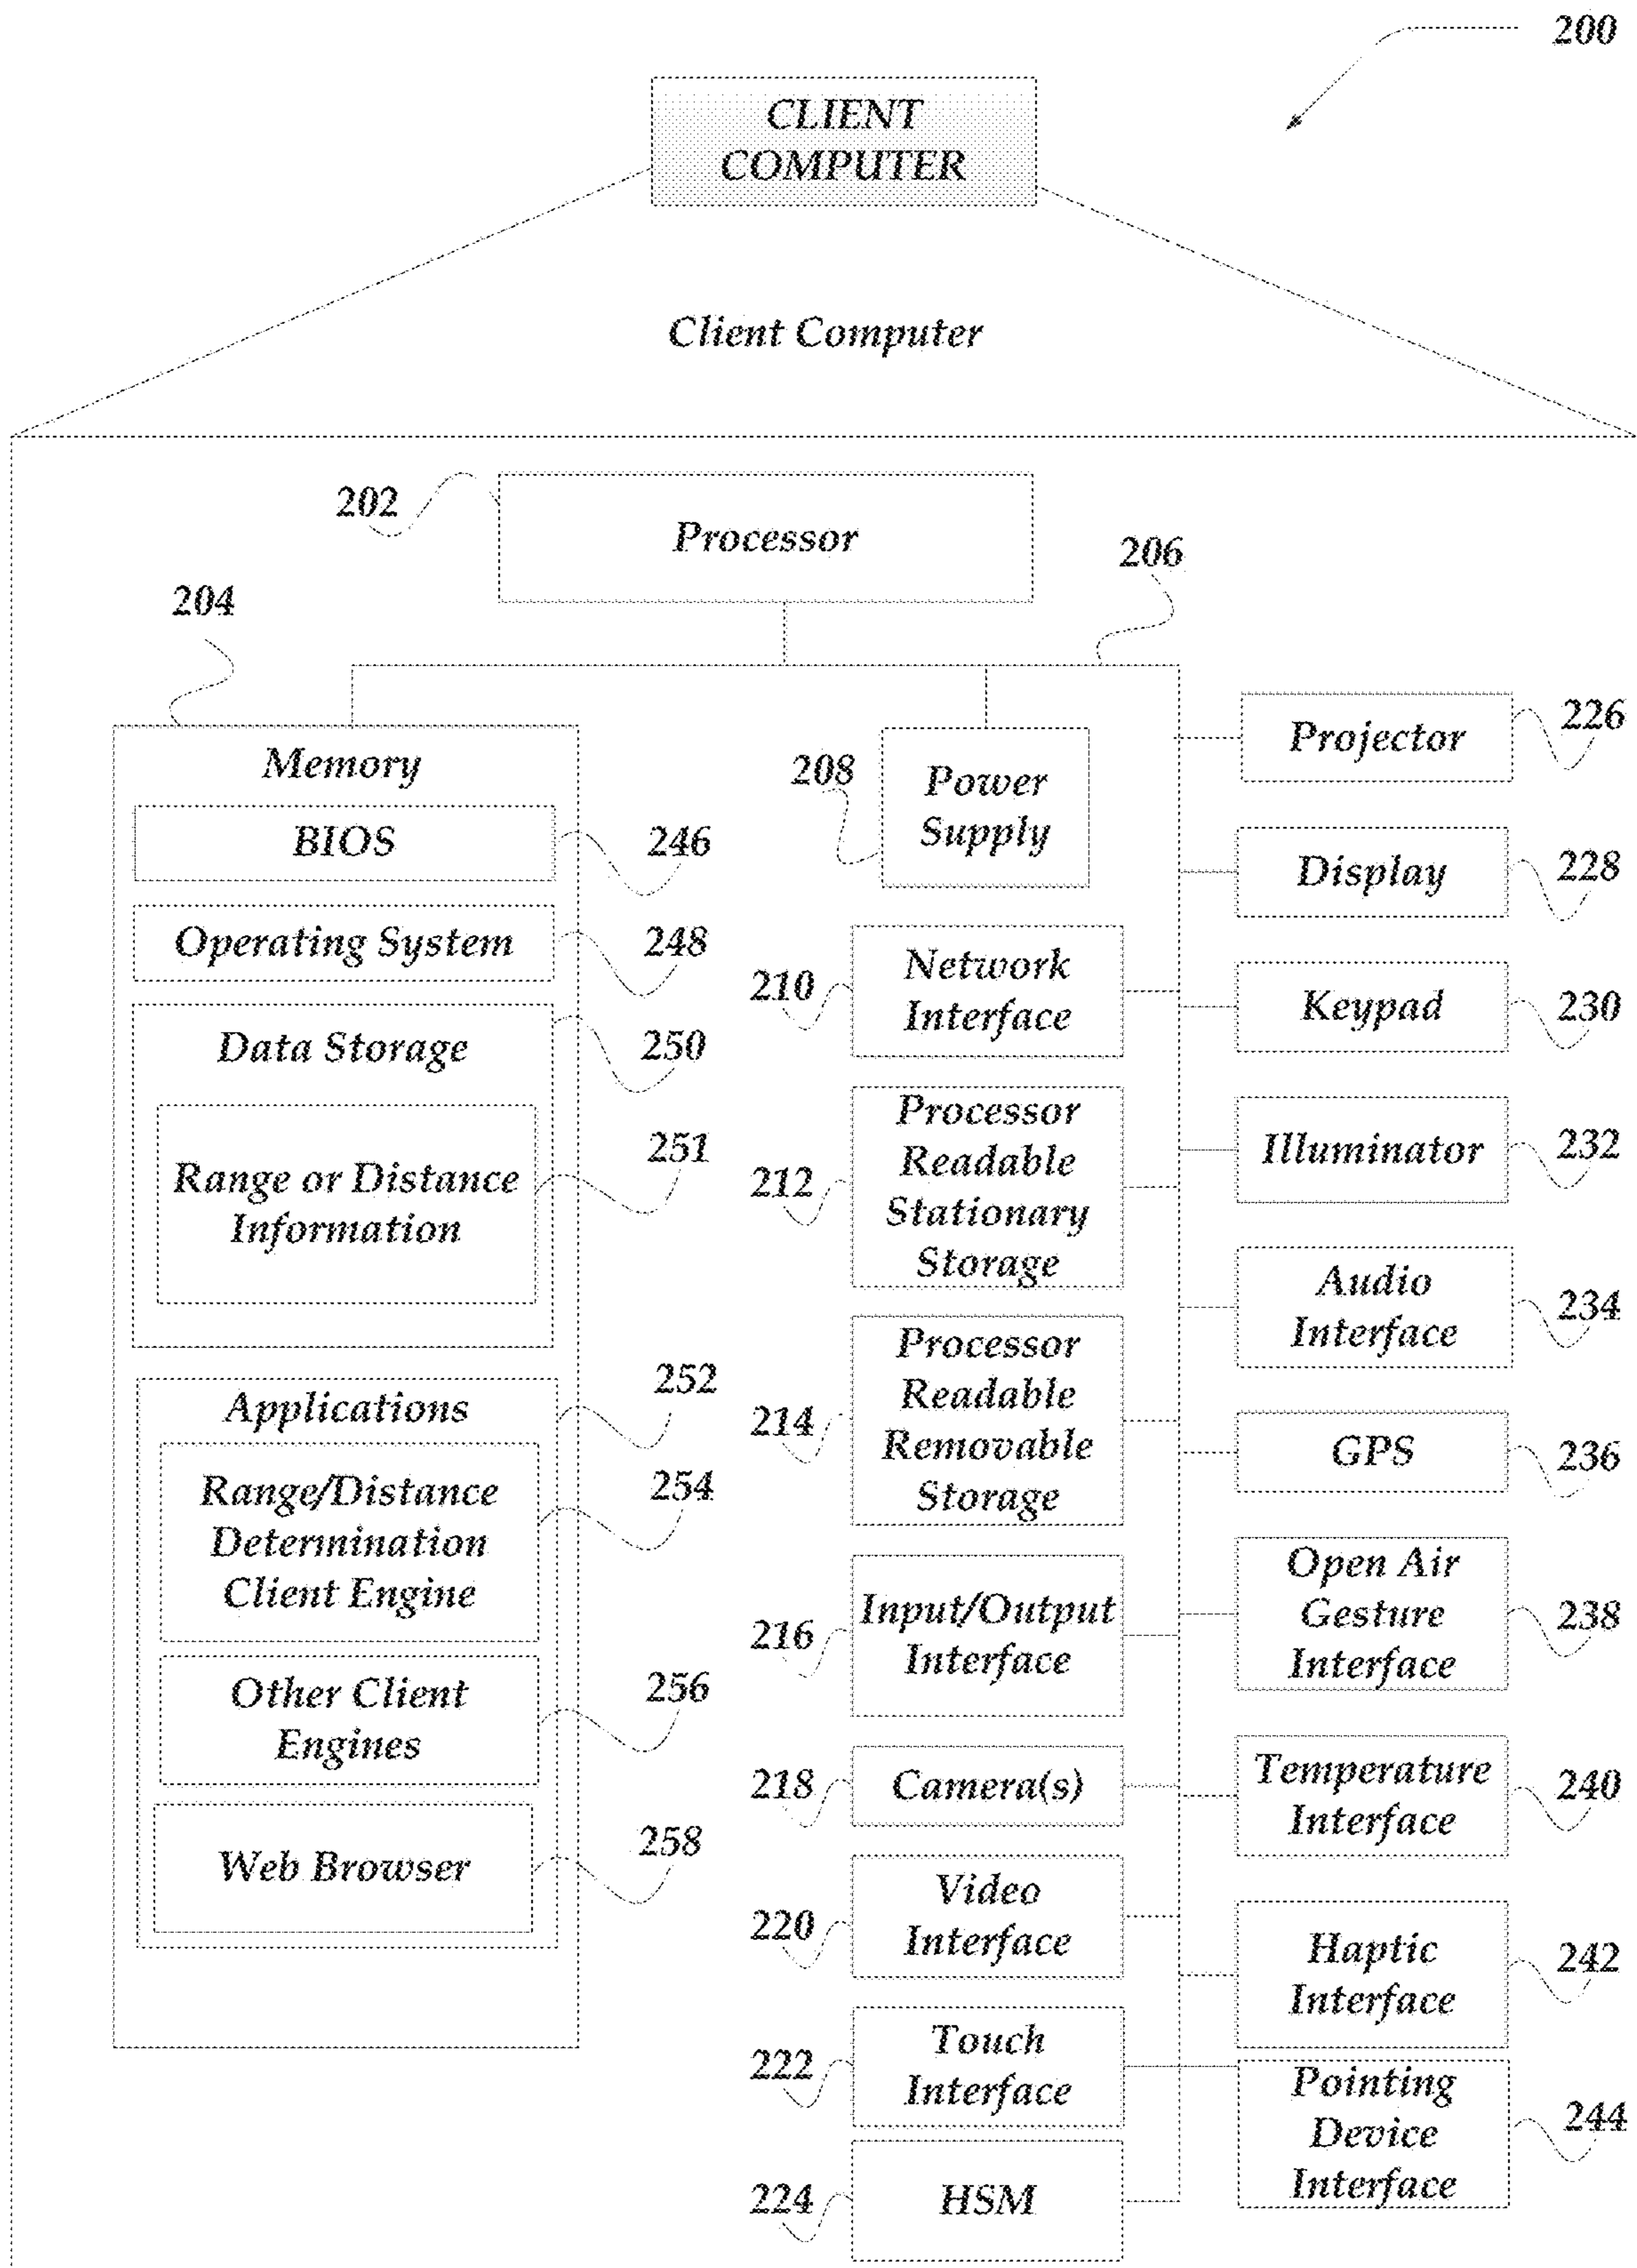 200
CLIENT
COMPUTER
Client Computer
202
Processor
206
204
Memory
BIOS
246
Operating System
248
Data Storage
250
Range or Distance
Information
251
Applications
252
Range/Distance
Determination
Client Engine
254
Other Client
Engines
256
Web Browser
258
208
Power
Supply
210
Network
Interface
212
Processor
Readable
Stationary
Storage
214
Processor
Readable
Removable
Storage
216
Input/Output
Interface
218
Camera(s)
220
Video
Interface
222
Touch
Interface
224
HSM
Projector
226
Display
228
Keypad
230
Illuminator
232
Audio
Interface
234
GPS
236
Open Air
Gesture
Interface
238
Temperature
Interface
240
Haptic
Interface
242
Pointing
Device
Interface
244